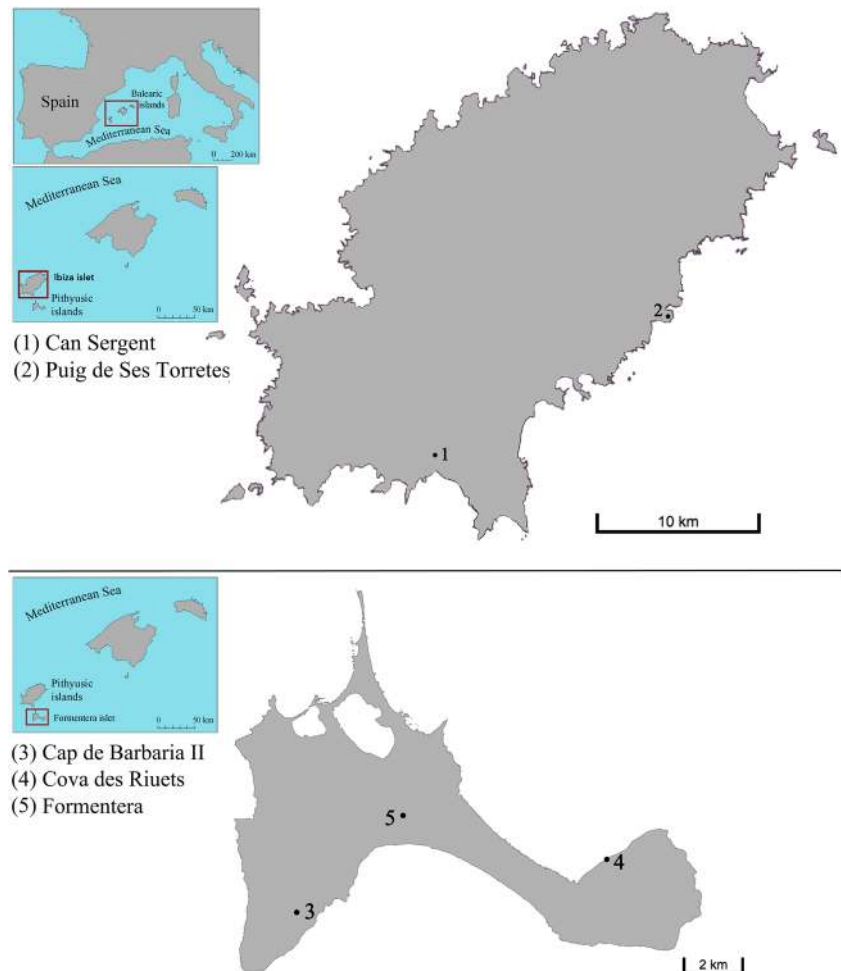 Spain
Balearic
islands
Mediterranean Sea
0 200 km
Mediterranean Sea
Ibiza islet
Pithyusic
islands
0 50 km
(1) Can Sergent
(2) Puig de Ses Torretes
2
1
10 km
Mediterranean Sea
Pithyusic
islands
Formentera islet
0 50 km
(3) Cap de Barbaria II
(4) Cova des Riuets
(5) Formentera
5
4
3
2 km